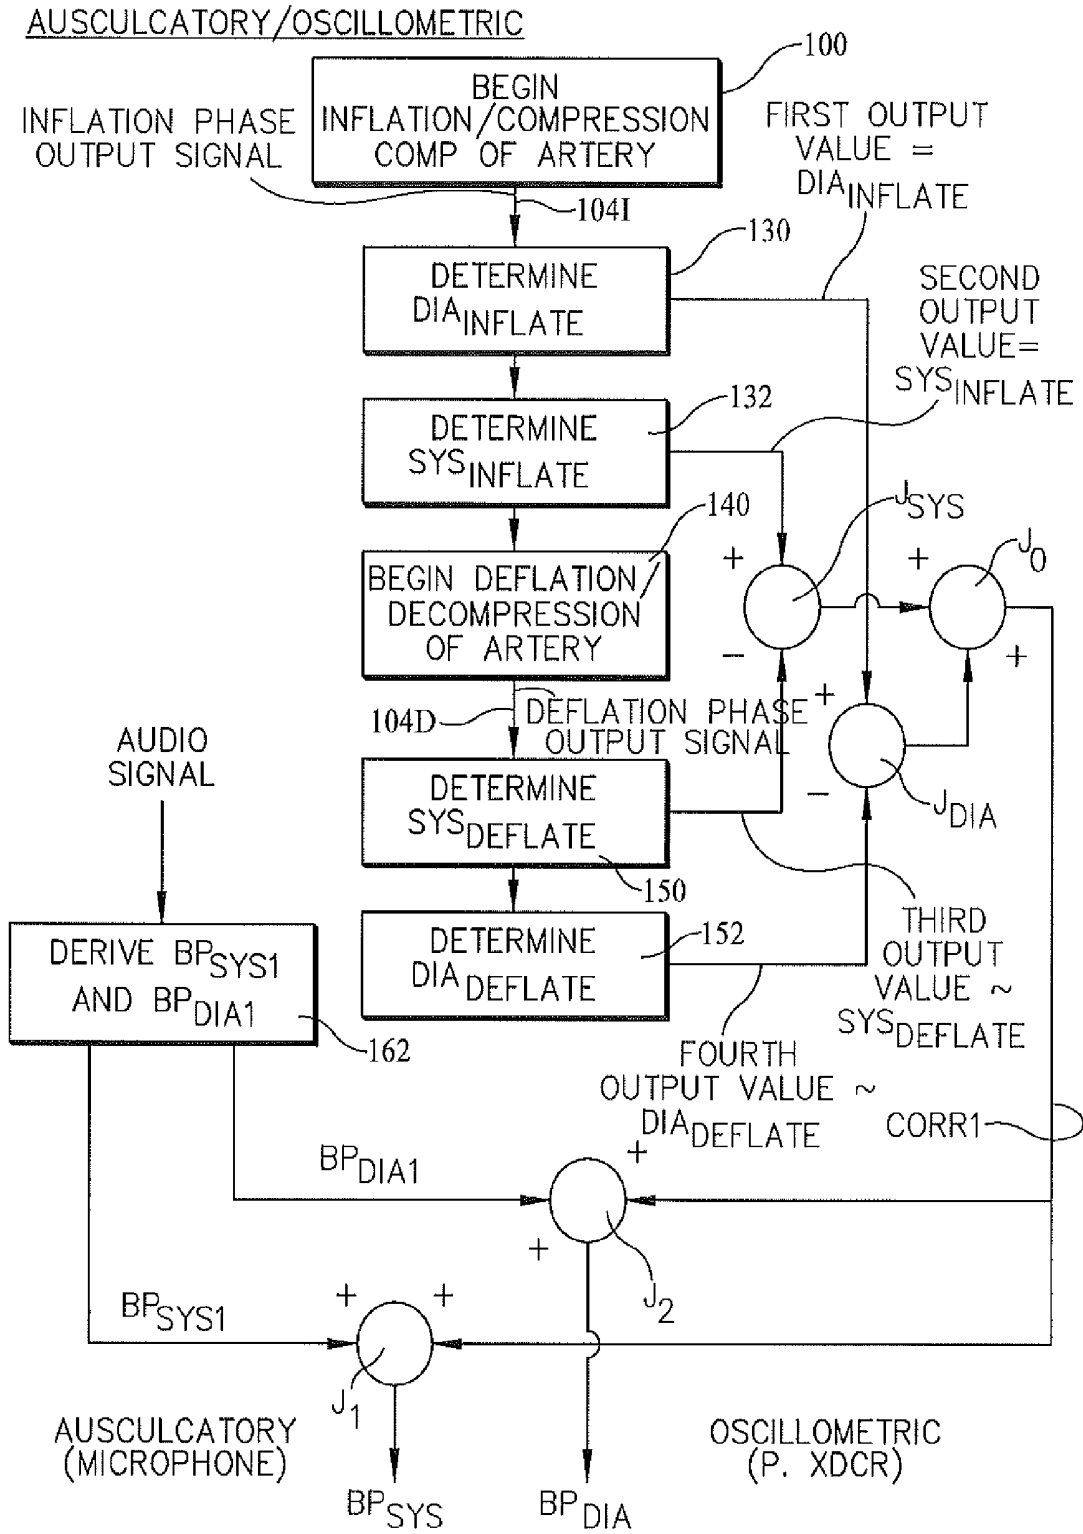 AUSCULCATORY/OSCILLOMETRIC
100
BEGIN
INFLATION/COMPRESSION
COMP OF ARTERY
INFLATION PHASE
OUTPUT SIGNAL
104I
FIRST OUTPUT
VALUE =
DIAINFLATE
130
DETERMINE
DIAINFLATE
SECOND
OUTPUT
VALUE=
SYSINFLATE
132
DETERMINE
SYSINFLATE
140
BEGIN DEFLATION
DECOMPRESSION
OF ARTERY
JSYS
J0
+
-
+
+
104D
DEFLATION PHASE
OUTPUT SIGNAL
+
-
JDIA
AUDIO
SIGNAL
DETERMINE
SYSDEFLATE
150
DETERMINE
DIADEFLATE
152
THIRD
OUTPUT
VALUE ~
SYSDEFLATE
DERIVE BPSYS1
AND BPDIA1
162
FOURTH
OUTPUT VALUE ~
DIADEFLATE
CORR1
BPDIA1
+
+
J2
BPSYS1
+
+
J1
AUSCULCATORY
(MICROPHONE)
OSCILLOMETRIC
(P. XDCR)
BPSYS
BPDIA